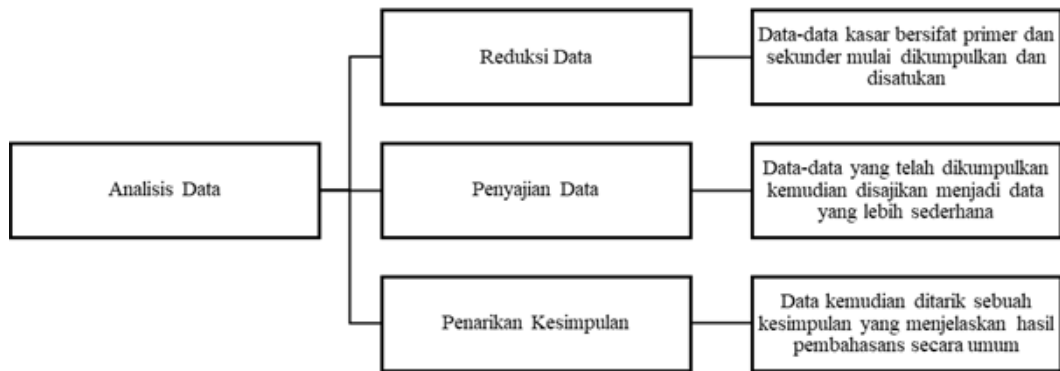 Analisis Data
Reduksi Data
Data-data kasar bersifat primer dan
sekunder mulai dikumpulkan dan
disatukan
Penyajian Data
Data-data yang telah dikumpulkan
kemudian disajikan menjadi data
yang lebih sederhana
Penarikan Kesimpulan
Data kemudian ditarik sebuah
kesimpulan yang menjelaskan hasil
pembahasans secara umum